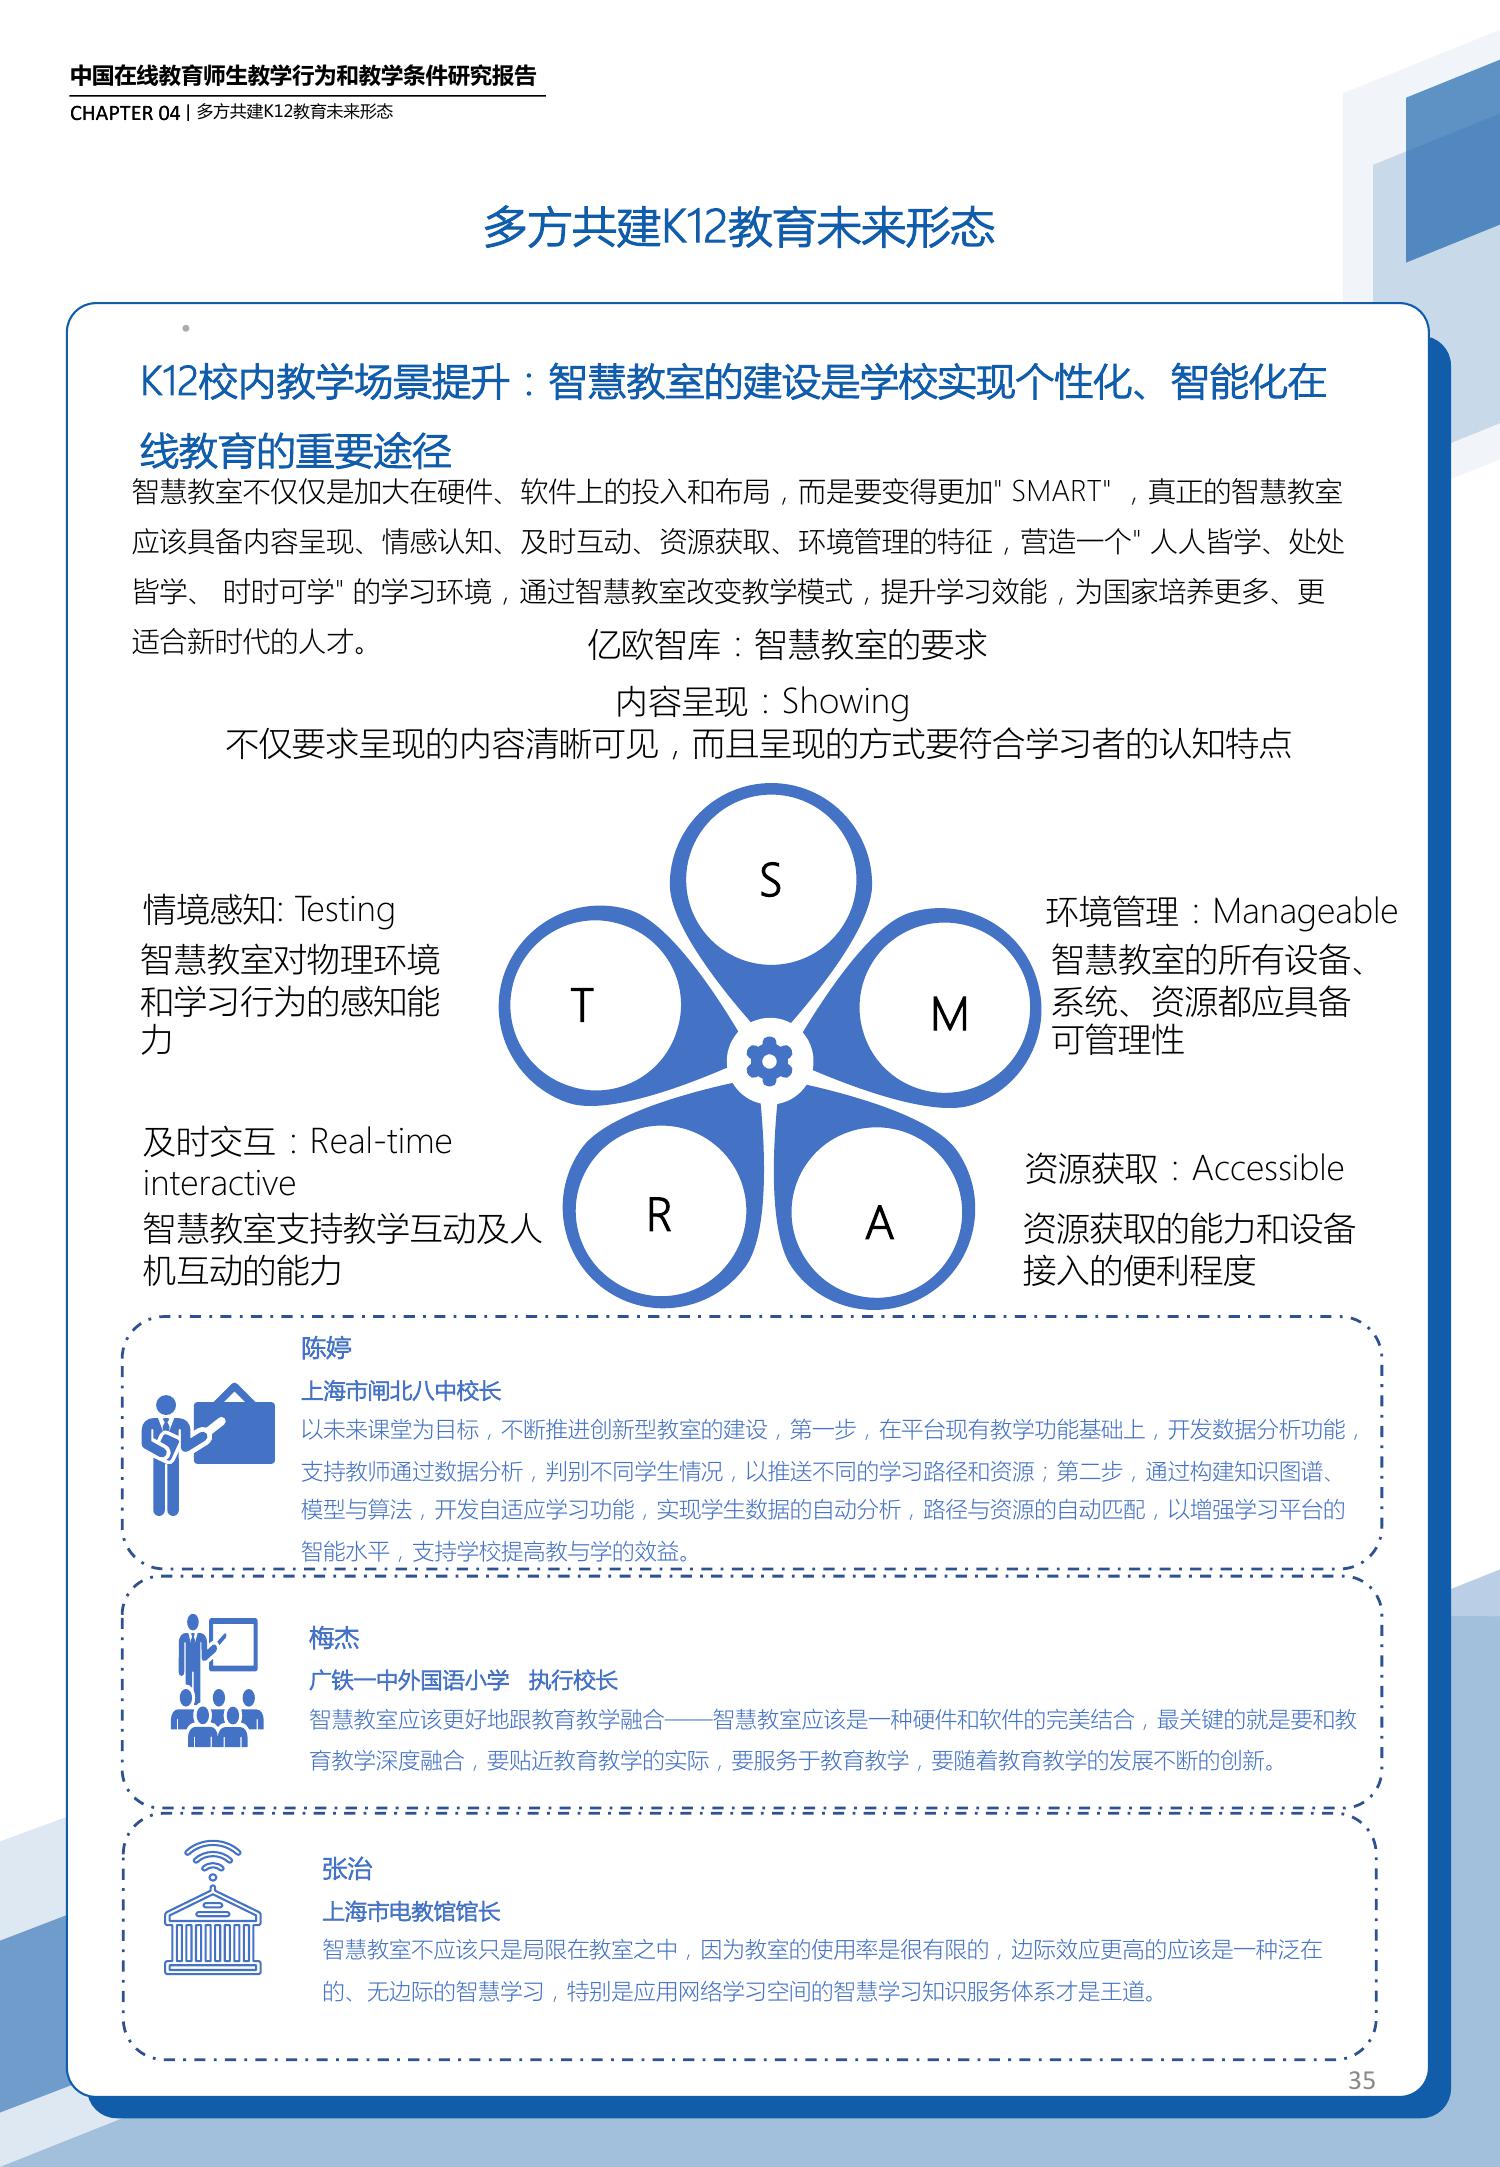 中国在线教育师生教学行为和教学条件研究报告
CHAPTER 04 | 多方共建K12教育未来形态
多方共建K12教育未来形态
K12校内教学场景提升：智慧教室的建设是学校实现个性化、智能化在
线教育的重要途径
智慧教室不仅仅是加大在硬件、软件上的投入和布局，而是要变得更加" SMART" ，真正的智慧教室
应该具备内容呈现、情感认知、及时互动、资源获取、环境管理的特征，营造一个" 人人皆学、处处
皆学、 时时可学" 的学习环境，通过智慧教室改变教学模式，提升学习效能，为国家培养更多、更
适合新时代的人才。
亿欧智库：智慧教室的要求
内容呈现：Showing
不仅要求呈现的内容清晰可见，而且呈现的方式要符合学习者的认知特点
S
情境感知: Testing
智慧教室对物理环境
和学习行为的感知能
力
T
M
环境管理：Manageable
智慧教室的所有设备、
系统、资源都应具备
可管理性
及时交互：Real-time
interactive
智慧教室支持教学互动及人
机互动的能力
R
A
资源获取：Accessible
资源获取的能力和设备
接入的便利程度
陈婷
上海市闸北八中校长
以未来课堂为目标，不断推进创新型教室的建设，第一步，在平台现有教学功能基础上，开发数据分析功能，
支持教师通过数据分析，判别不同学生情况，以推送不同的学习路径和资源；第二步，通过构建知识图谱、
模型与算法，开发自适应学习功能，实现学生数据的自动分析，路径与资源的自动匹配，以增强学习平台的
智能水平，支持学校提高教与学的效益。
梅杰
广铁一中外国语小学 执行校长
智慧教室应该更好地跟教育教学融合——智慧教室应该是一种硬件和软件的完美结合，最关键的就是要和教
育教学深度融合，要贴近教育教学的实际，要服务于教育教学，要随着教育教学的发展不断的创新。
张治
上海市电教馆馆长
智慧教室不应该只是局限在教室之中，因为教室的使用率是很有限的，边际效应更高的应该是一种泛在
的、无边际的智慧学习，特别是应用网络学习空间的智慧学习知识服务体系才是王道。
35